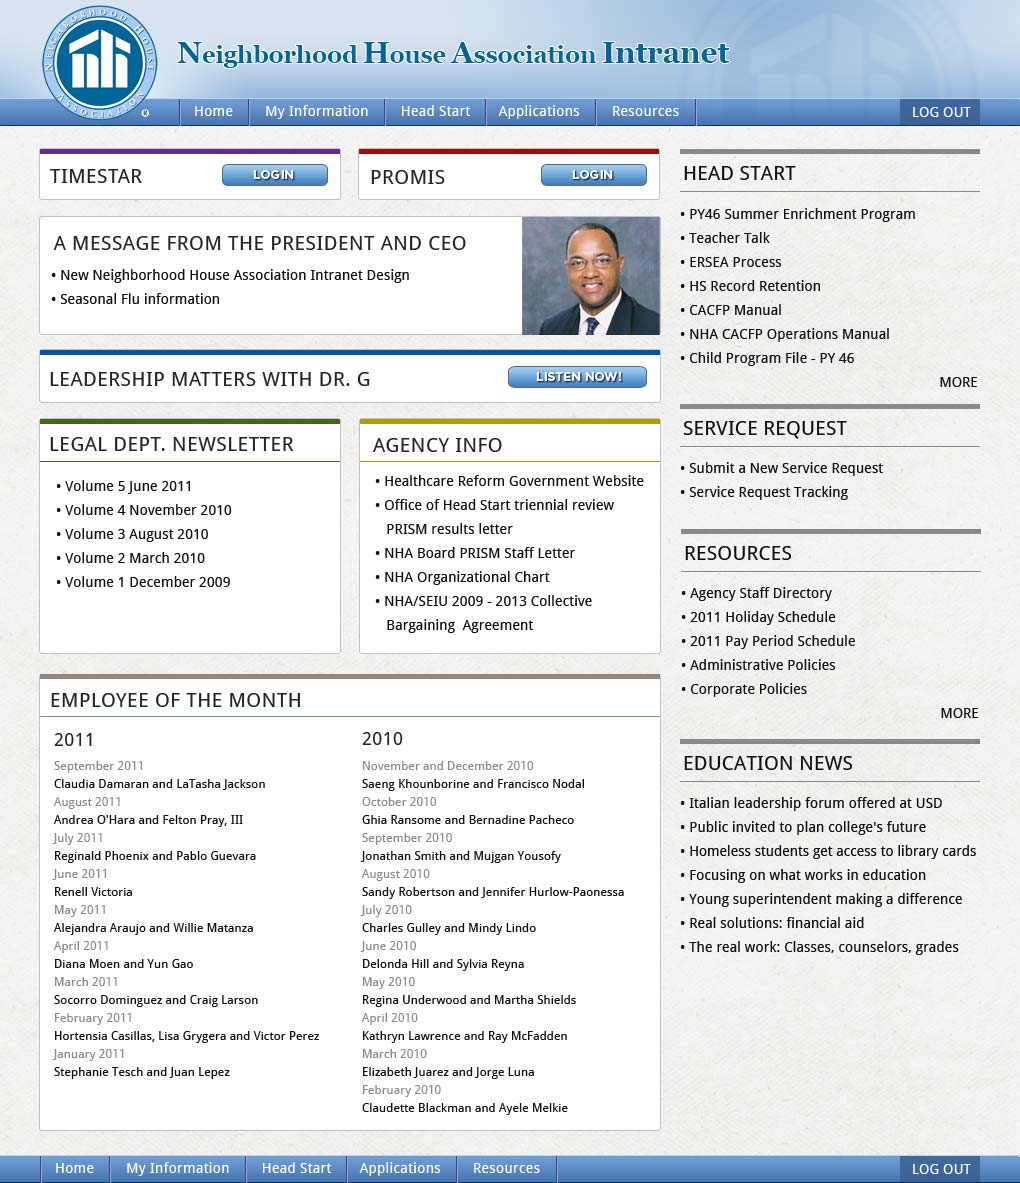 NEIGHBORHOOD HOUSE ASSOCIATION
®
Neighborhood House Association Intranet
Home My Information Head Start Applications Resources LOG OUT
TIMESTAR LOGIN
PROMIS LOGIN
A MESSAGE FROM THE PRESIDENT AND CEO
• New Neighborhood House Association Intranet Design
• Seasonal Flu information
LEADERSHIP MATTERS WITH DR. G LISTEN NOW!
LEGAL DEPT. NEWSLETTER
• Volume 5 June 2011
• Volume 4 November 2010
• Volume 3 August 2010
• Volume 2 March 2010
• Volume 1 December 2009
AGENCY INFO
• Healthcare Reform Government Website
• Office of Head Start triennial review
PRISM results letter
• NHA Board PRISM Staff Letter
• NHA Organizational Chart
• NHA/SEIU 2009 - 2013 Collective
Bargaining Agreement
EMPLOYEE OF THE MONTH
2011
September 2011
Claudia Damaran and LaTasha Jackson
August 2011
Andrea O'Hara and Felton Pray, III
July 2011
Reginald Phoenix and Pablo Guevara
June 2011
Renell Victoria
May 2011
Alejandra Araujo and Willie Matanza
April 2011
Diana Moen and Yun Gao
March 2011
Socorro Dominguez and Craig Larson
February 2011
Hortensia Casillas, Lisa Grygera and Victor Perez
January 2011
Stephanie Tesch and Juan Lepez
2010
November and December 2010
Saeng Khounborine and Francisco Nodal
October 2010
Ghia Ransome and Bernadine Pacheco
September 2010
Jonathan Smith and Mujgan Yousofy
August 2010
Sandy Robertson and Jennifer Hurlow-Paonessa
July 2010
Charles Gulley and Mindy Lindo
June 2010
Delonda Hill and Sylvia Reyna
May 2010
Regina Underwood and Martha Shields
April 2010
Kathryn Lawrence and Ray McFadden
March 2010
Elizabeth Juarez and Jorge Luna
February 2010
Claudette Blackman and Ayele Melkie
HEAD START
• PY46 Summer Enrichment Program
• Teacher Talk
• ERSEA Process
• HS Record Retention
• CACFP Manual
• NHA CACFP Operations Manual
• Child Program File - PY 46
MORE
SERVICE REQUEST
• Submit a New Service Request
• Service Request Tracking
RESOURCES
• Agency Staff Directory
• 2011 Holiday Schedule
• 2011 Pay Period Schedule
• Administrative Policies
• Corporate Policies
MORE
EDUCATION NEWS
• Italian leadership forum offered at USD
• Public invited to plan college's future
• Homeless students get access to library cards
• Focusing on what works in education
• Young superintendent making a difference
• Real solutions: financial aid
• The real work: Classes, counselors, grades
Home My Information Head Start Applications Resources LOG OUT